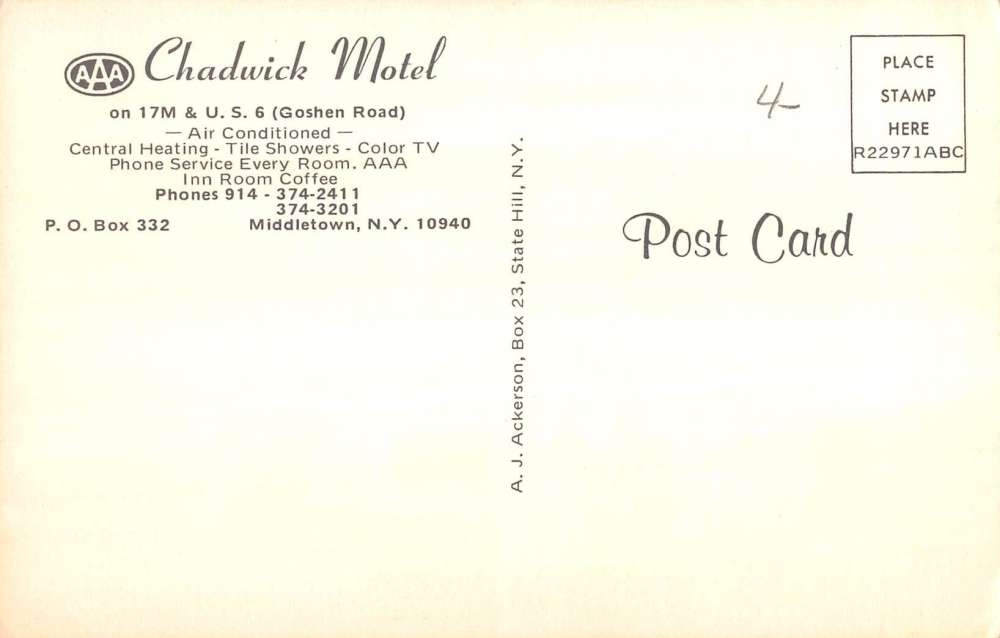 AAA Chadwick Motel
on 17M & U. S. 6 (Goshen Road)
— Air Conditioned —
Central Heating - Tile Showers - Color TV
Phone Service Every Room. AAA
Inn Room Coffee
Phones 914 - 374-2411
374-3201
P. O. Box 332 Middletown, N.Y. 10940
A. J. Ackerson, Box 23, State Hill, N.Y.
4-
PLACE
STAMP
HERE
R22971ABC
Post Card